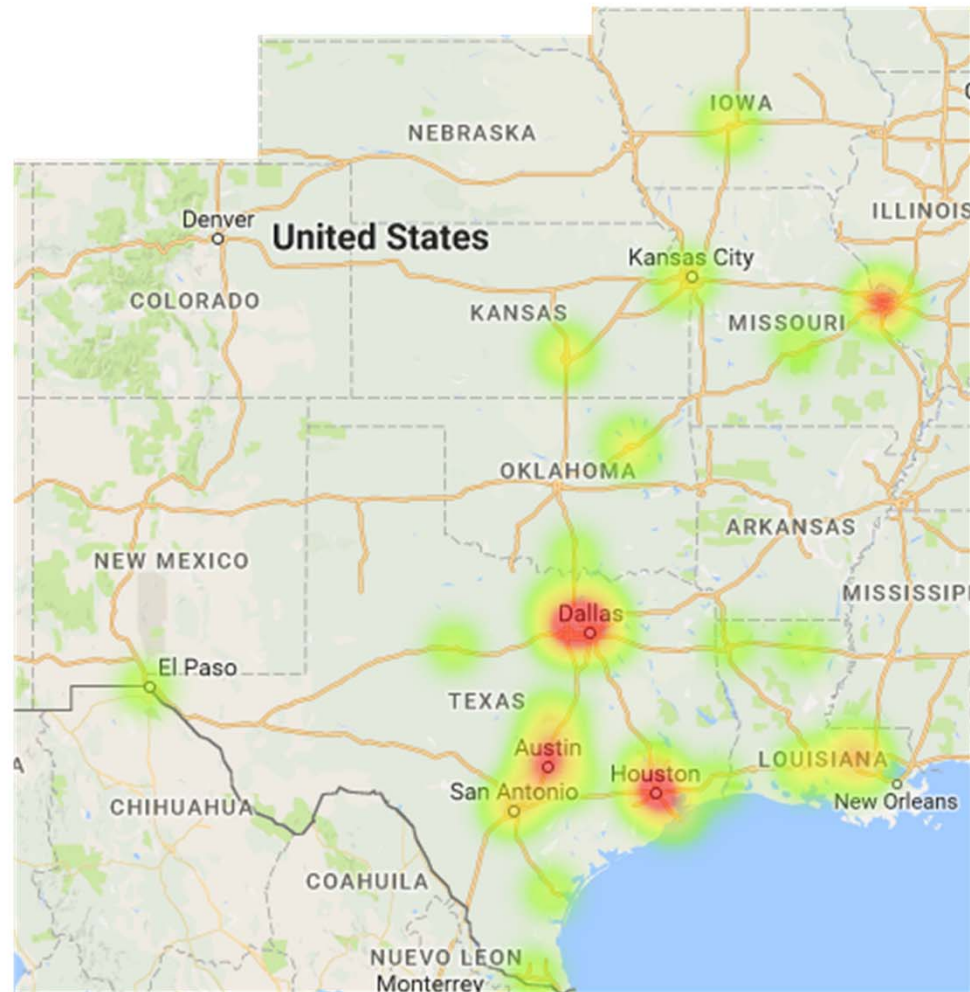 IOWA
NEBRASKA
ILLINOIS
Denver
United States
Kansas City
COLORADO
KANSAS
MISSOURI
OKLAHOMA
ARKANSAS
NEW MEXICO
MISSISSIP
Dallas
El Paso
TEXAS
Austin
LOUISIANA
Houston
San Antonio
New Orleans
CHIHUAHUA
COAHUILA
NUEVO LEON
Monterrey